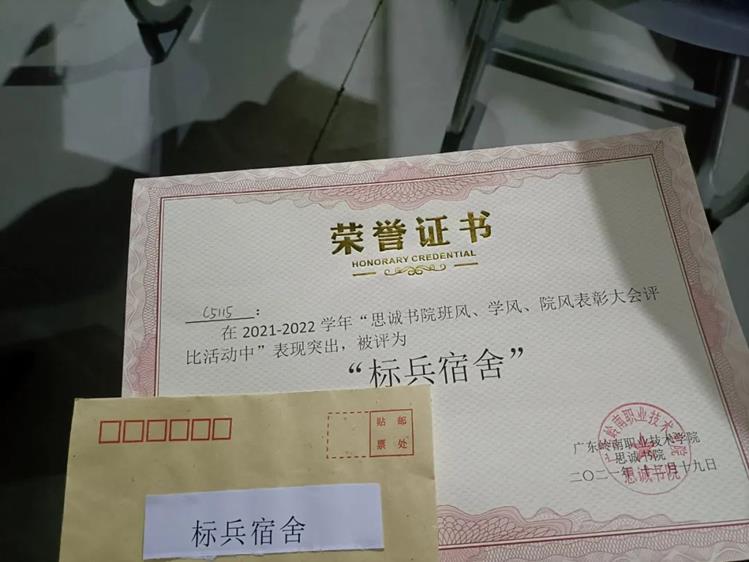 荣誉证书
HONORARY CREDENTIAL
C5115：
在 2021-2022 学年“思诚书院班风、学风、院风表彰大会评
比活动中”表现突出，被评为
“标兵宿舍”
广东岭南职业技术学院
思诚书院
贴 邮
票 处
标兵宿舍